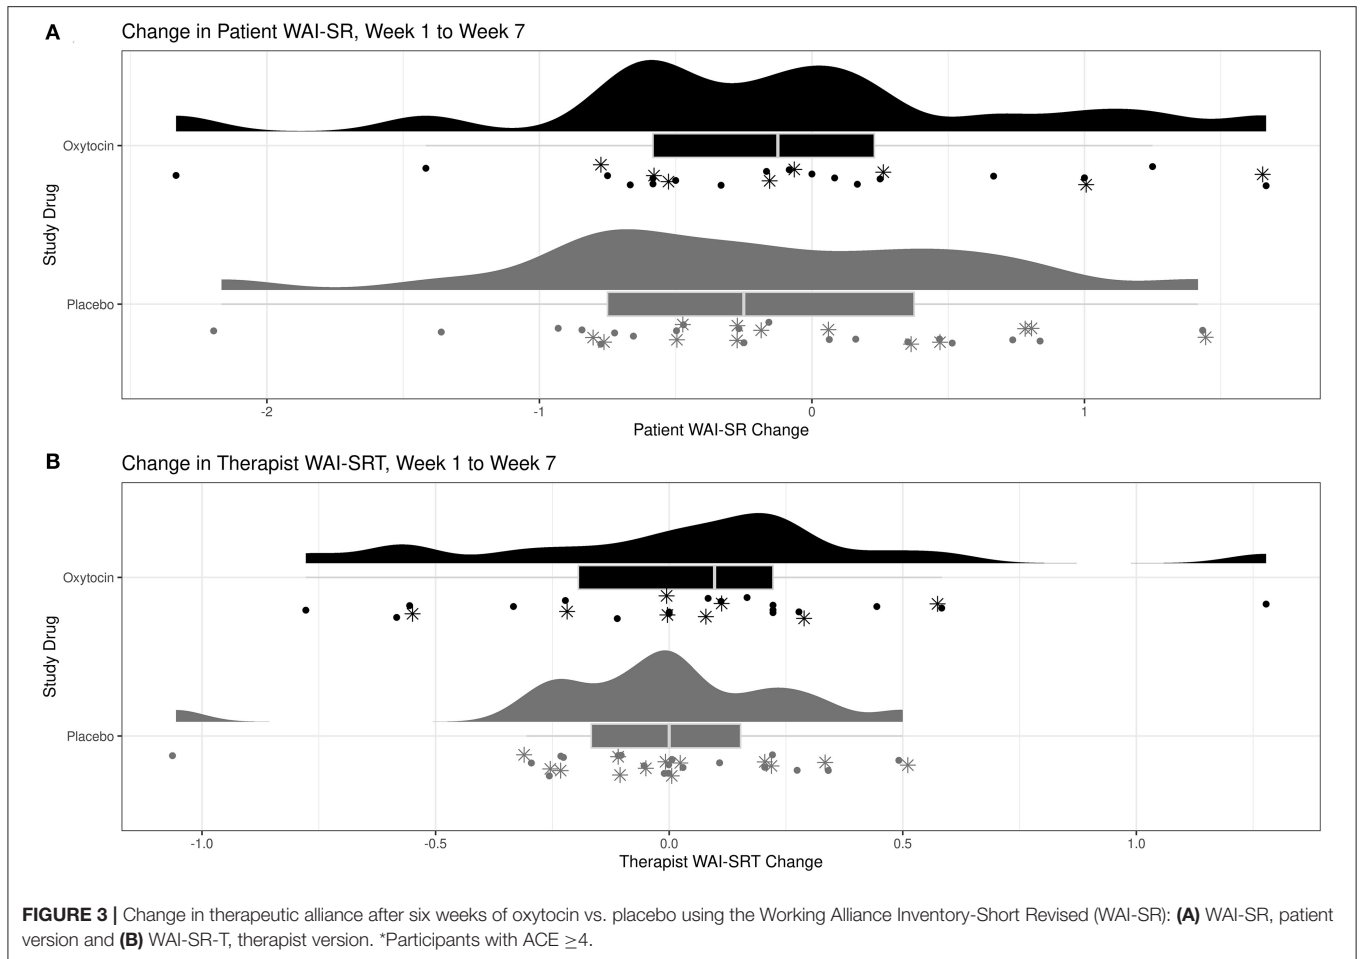 A
Change in Patient WAI-SR, Week 1 to Week 7
Study Drug
Oxytocin
Placebo
-2 -1 0 1
Patient WAI-SR Change
B
Change in Therapist WAI-SRT, Week 1 to Week 7
Study Drug
Oxytocin
Placebo
-1.0 -0.5 0.0 0.5 1.0
Therapist WAI-SRT Change
FIGURE 3 | Change in therapeutic alliance after six weeks of oxytocin vs. placebo using the Working Alliance Inventory-Short Revised (WAI-SR): (A) WAI-SR, patient
version and (B) WAI-SR-T, therapist version. *Participants with ACE ≥4.